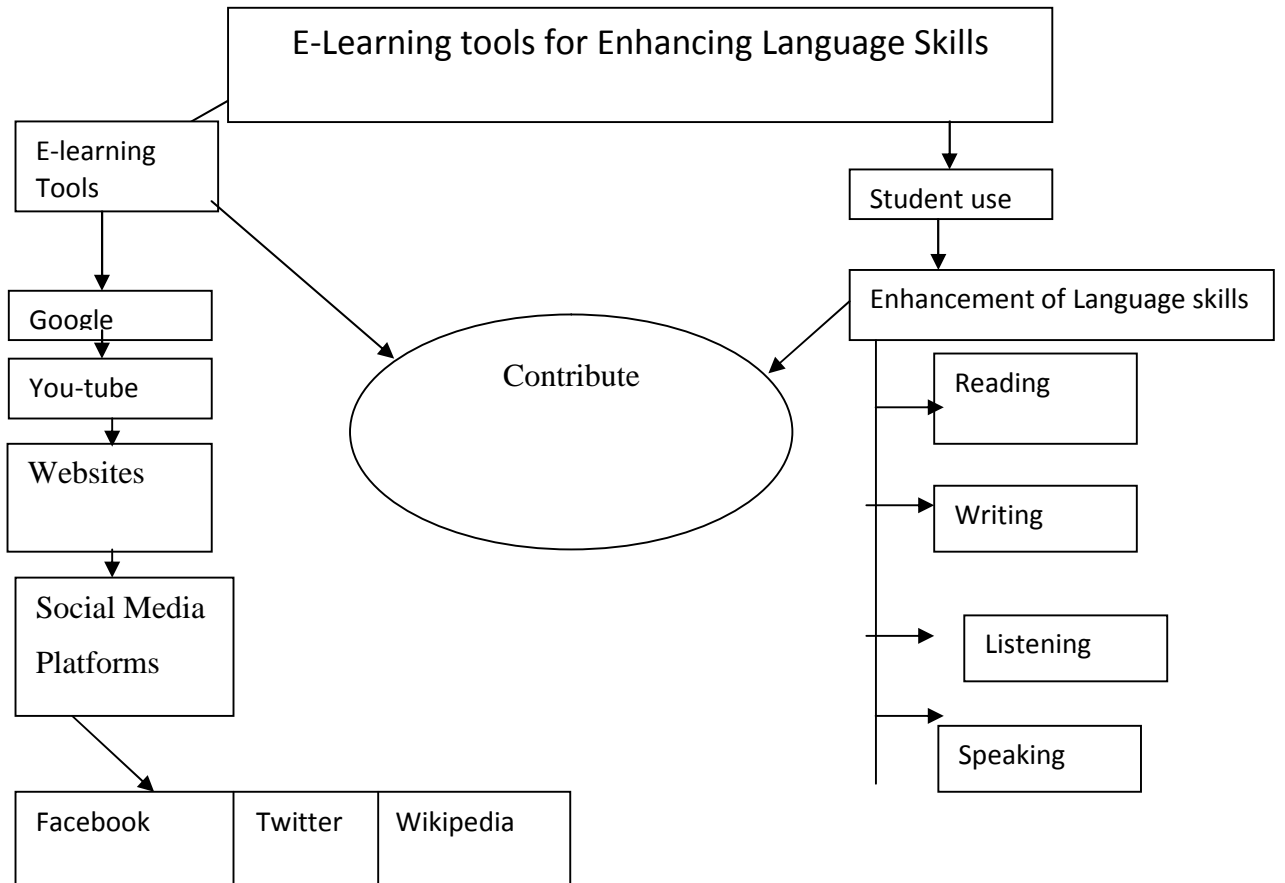 E-Learning tools for Enhancing Language Skills
E-learning
Tools
Student use
Google
Enhancement of Language skills
You-tube
Contribute
Reading
Websites
Writing
Social Media
Platforms
Listening
Speaking
Facebook
Twitter
Wikipedia